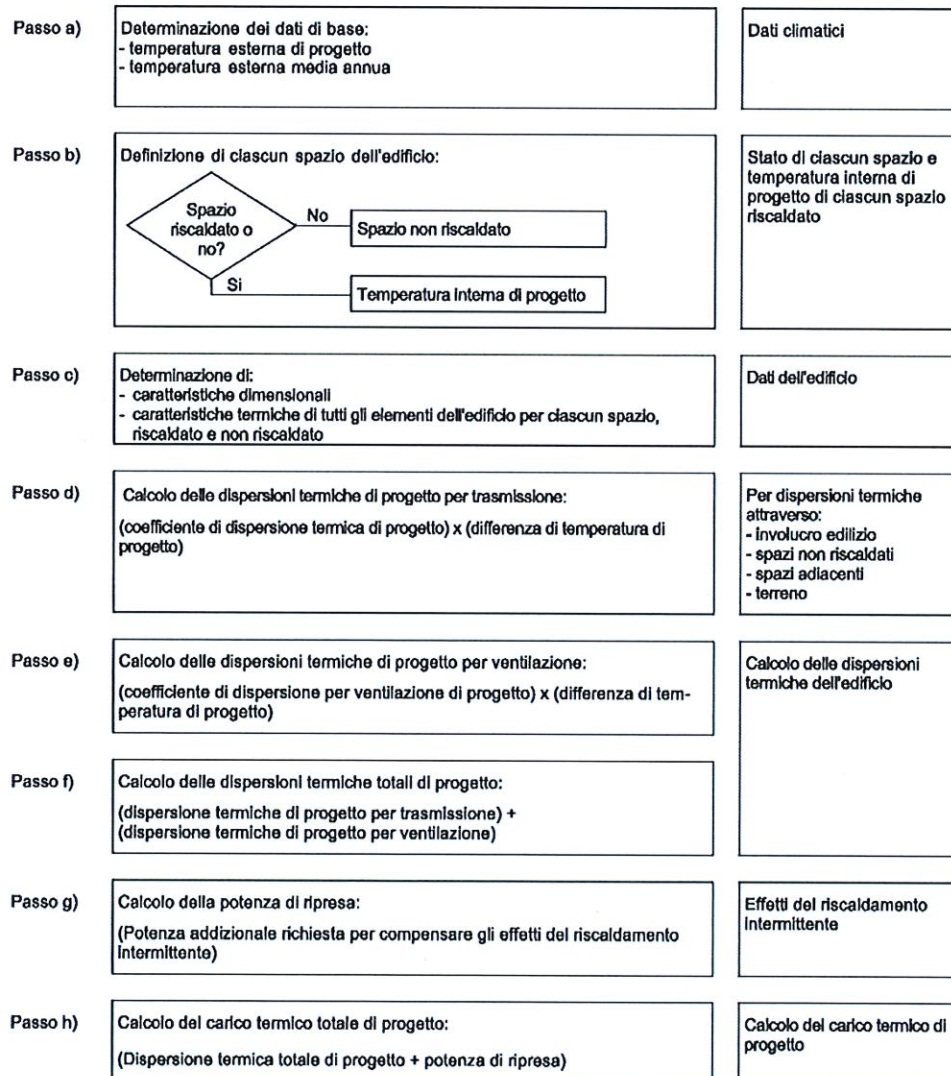 Passo a)
Determinazione dei dati di base:
- temperatura esterna di progetto
- temperatura esterna media annua
Dati climatici
Passo b)
Definizione di ciascun spazio dell'edificio:
Spazio
riscaldato o
no?
No
Spazio non riscaldato
Si
Temperatura interna di progetto
Stato di ciascun spazio e
temperatura interna di
progetto di ciascun spazio
riscaldato
Passo c)
Determinazione di:
- caratteristiche dimensionali
- caratteristiche termiche di tutti gli elementi dell'edificio per ciascun spazio,
riscaldato e non riscaldato
Dati dell'edificio
Passo d)
Calcolo delle dispersioni termiche di progetto per trasmissione:
(coefficiente di dispersione termica di progetto) x (differenza di temperatura di
progetto)
Per dispersioni termiche
attraverso:
- involucro edilizio
- spazi non riscaldati
- spazi adiacenti
- terreno
Passo e)
Calcolo delle dispersioni termiche di progetto per ventilazione:
(coefficiente di dispersione per ventilazione di progetto) x (differenza di tem-
peratura di progetto)
Calcolo delle dispersioni
termiche dell'edificio
Passo f)
Calcolo delle dispersioni termiche totali di progetto:
(dispersione termiche di progetto per trasmissione) +
(dispersione termiche di progetto per ventilazione)
Passo g)
Calcolo della potenza di ripresa:
(Potenza addizionale richiesta per compensare gli effetti del riscaldamento
intermittente)
Effetti del riscaldamento
intermittente
Passo h)
Calcolo del carico termico totale di progetto:
(Dispersione termica totale di progetto + potenza di ripresa)
Calcolo del carico termico di
progetto